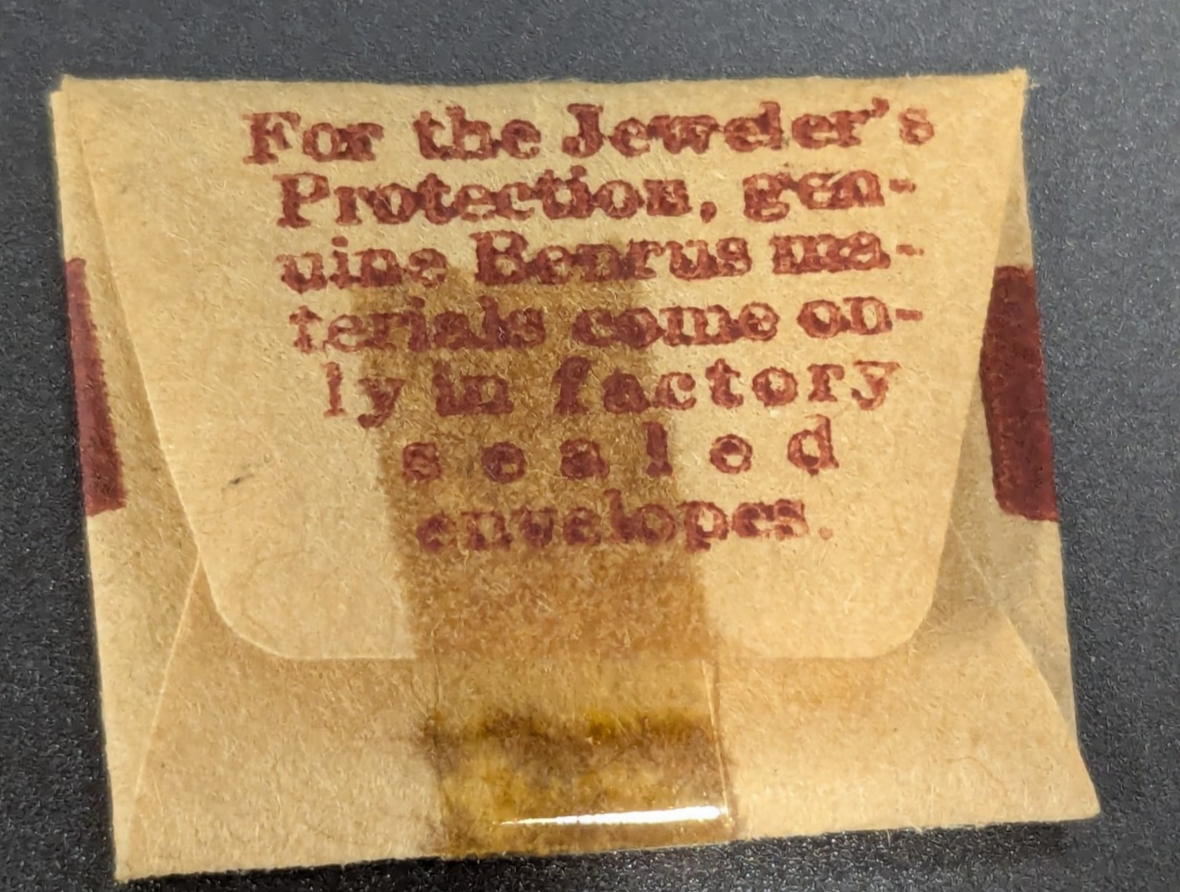 For the Jeweler's
Protection, gen-
uine Benrus ma-
terials come on-
ly in factory
sealed
envelopes.